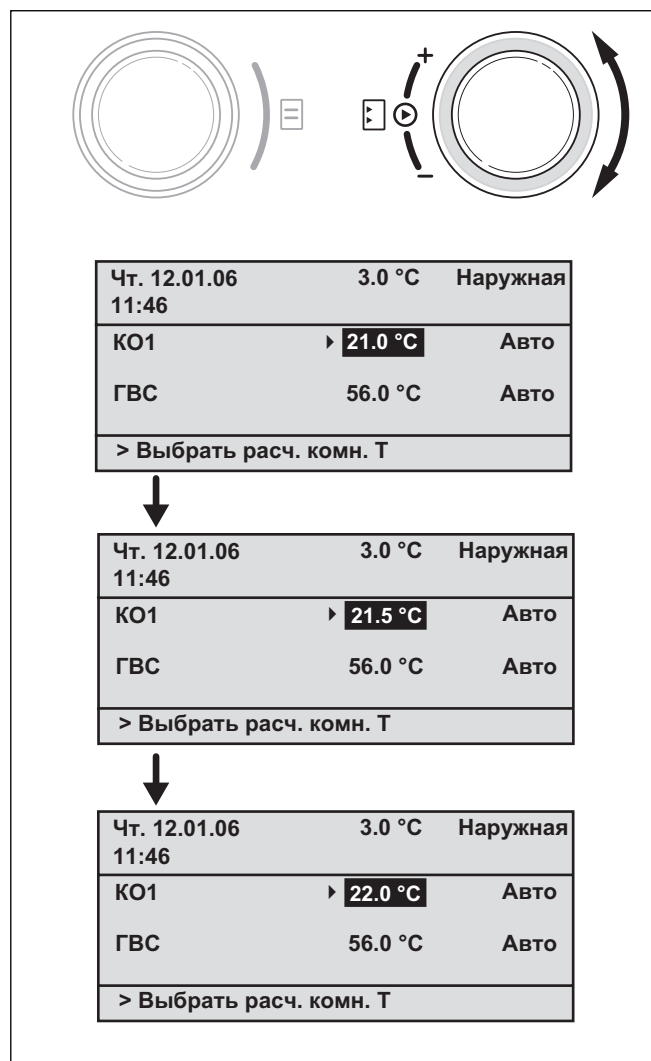 +
−
Чт. 12.01.06 3.0 °C Наружная
11:46
КО1 21.0 °C Авто
ГВС 56.0 °C Авто
> Выбрать расч. комн. Т
Чт. 12.01.06 3.0 °C Наружная
11:46
КО1 21.5 °C Авто
ГВС 56.0 °C Авто
> Выбрать расч. комн. Т
Чт. 12.01.06 3.0 °C Наружная
11:46
КО1 22.0 °C Авто
ГВС 56.0 °C Авто
> Выбрать расч. комн. Т